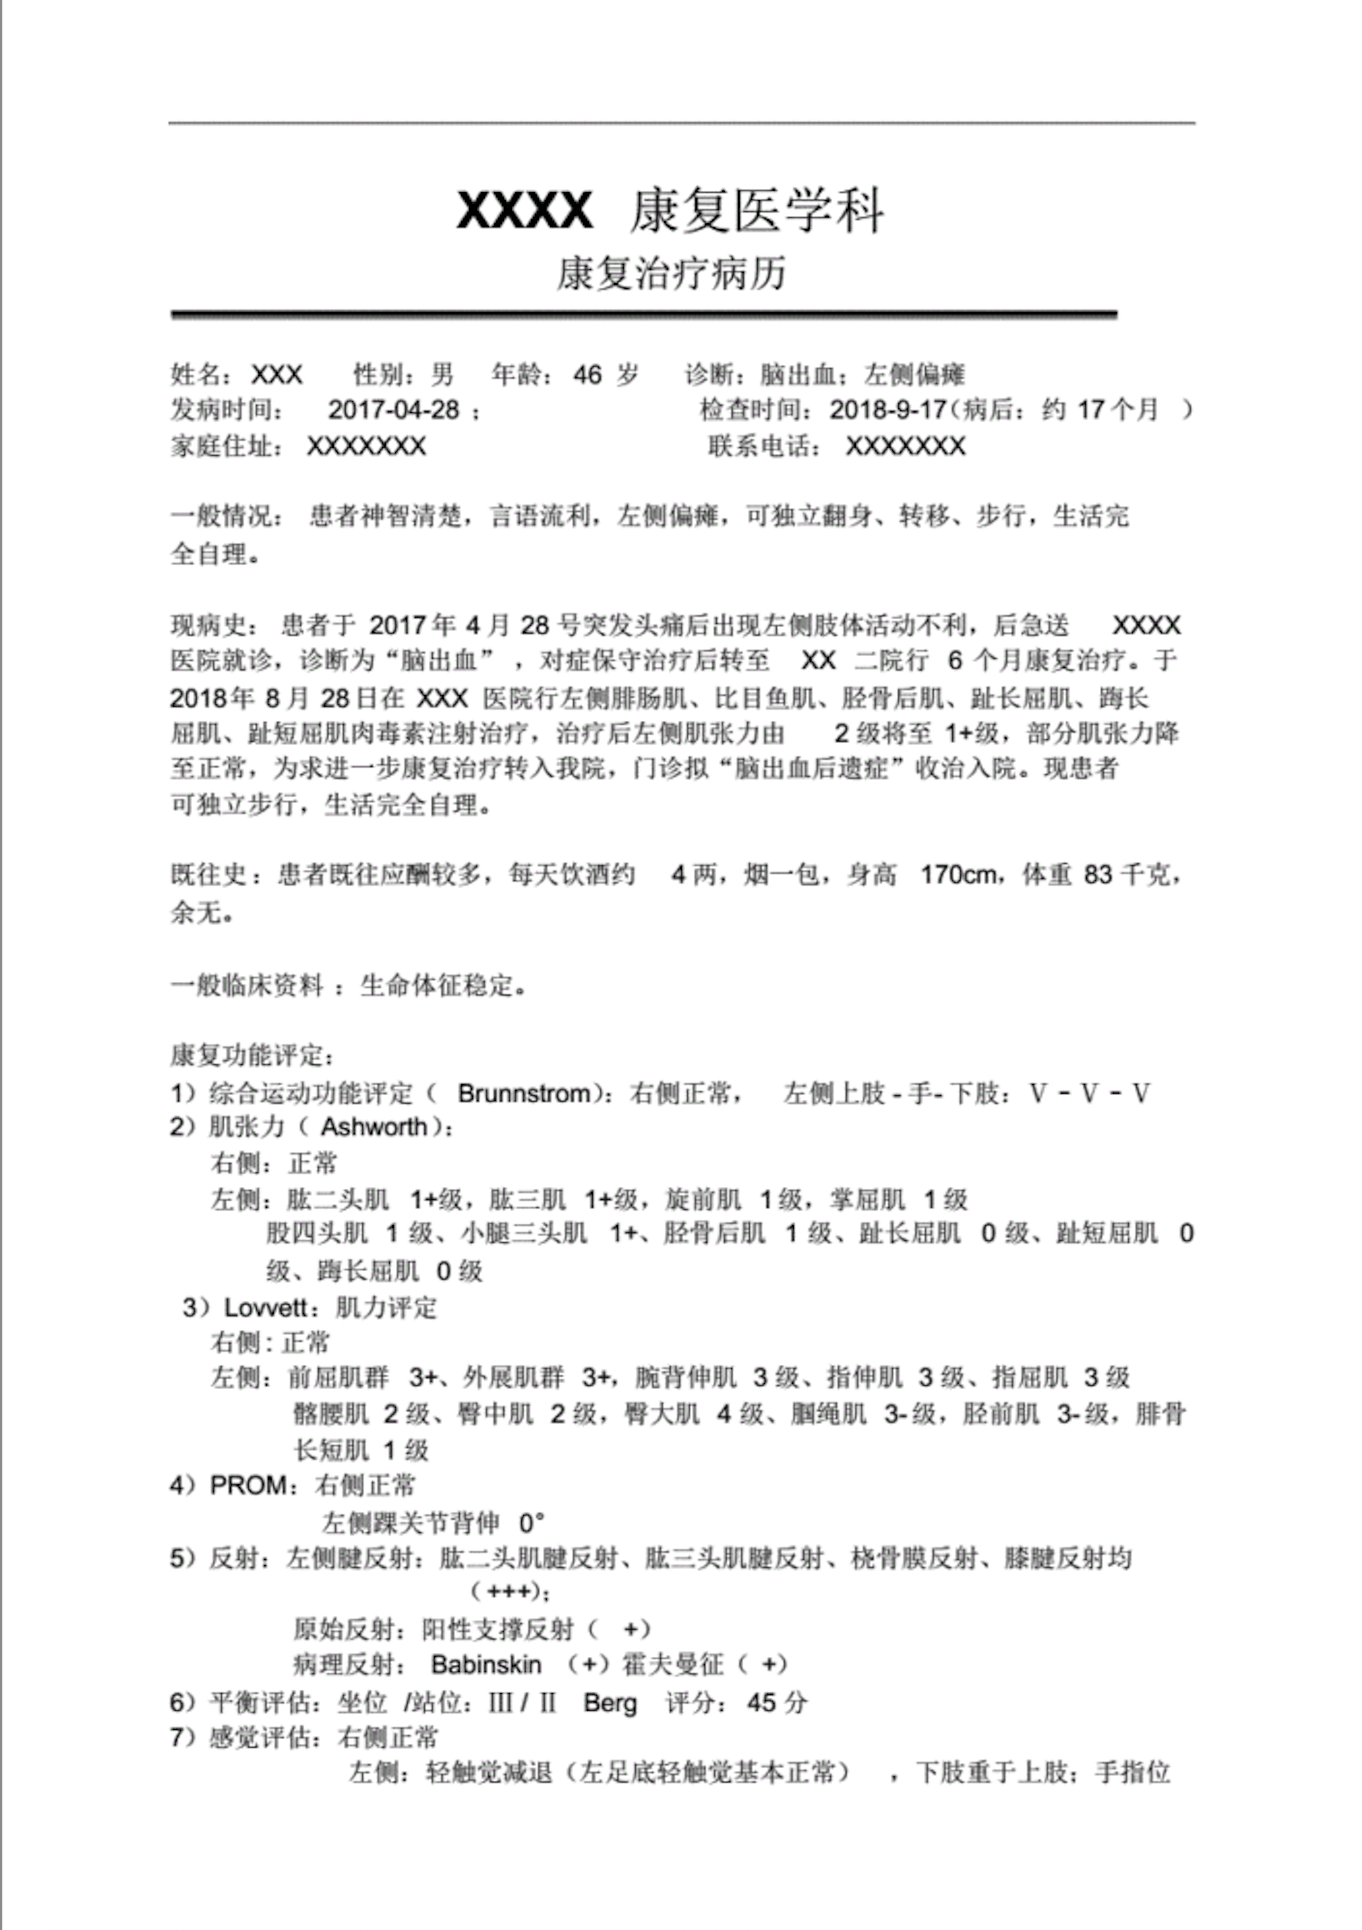 XXXX 康复医学科
康复治疗病历
姓名：XXX 性别：男 年龄：46 岁 诊断：脑出血；左侧偏瘫
发病时间： 2017-04-28 ； 检查时间：2018-9-17（病后：约 17个月 ）
家庭住址： XXXXXXX 联系电话： XXXXXXX
一般情况： 患者神智清楚，言语流利，左侧偏瘫，可独立翻身、转移、步行，生活完
全自理。
现病史： 患者于 2017年 4 月 28 号突发头痛后出现左侧肢体活动不利，后急送 XXXX
医院就诊，诊断为“脑出血”，对症保守治疗后转至 XX 二院行 6 个月康复治疗。于
2018年 8 月 28日在 XXX 医院行左侧腓肠肌、比目鱼肌、胫骨后肌、趾长屈肌、踇长
屈肌、趾短屈肌肉毒素注射治疗，治疗后左侧肌张力由 2 级将至 1+级，部分肌张力降
至正常，为求进一步康复治疗转入我院，门诊拟“脑出血后遗症”收治入院。现患者
可独立步行，生活完全自理。
既往史：患者既往应酬较多，每天饮酒约 4 两，烟一包，身高 170cm，体重 83 千克，
余无。
一般临床资料 ：生命体征稳定。
康复功能评定：
1）综合运动功能评定（ Brunnstrom）：右侧正常， 左侧上肢 - 手- 下肢：Ⅴ－Ⅴ－Ⅴ
2）肌张力（ Ashworth）：
右侧：正常
左侧：肱二头肌 1+级，肱三肌 1+级，旋前肌 1级，掌屈肌 1 级
股四头肌 1 级、小腿三头肌 1+、胫骨后肌 1 级、趾长屈肌 0 级、趾短屈肌 0
级、踇长屈肌 0 级
3）Lovvett：肌力评定
右侧：正常
左侧：前屈肌群 3+、外展肌群 3+，腕背伸肌 3 级、指伸肌 3 级、指屈肌 3 级
髂腰肌 2 级、臀中肌 2 级，臀大肌 4 级、腘绳肌 3- 级，胫前肌 3- 级，腓骨
长短肌 1 级
4）PROM：右侧正常
左侧踝关节背伸 0°
5）反射：左侧腱反射：肱二头肌腱反射、肱三头肌腱反射、桡骨膜反射、膝腱反射均
（+++）；
原始反射：阳性支撑反射（ +）
病理反射： Babinskin （+）霍夫曼征（ +）
6）平衡评估：坐位 /站位：Ⅲ / Ⅱ Berg 评分：45 分
7）感觉评估：右侧正常
左侧：轻触觉减退（左足底轻触觉基本正常） ，下肢重于上肢；手指位